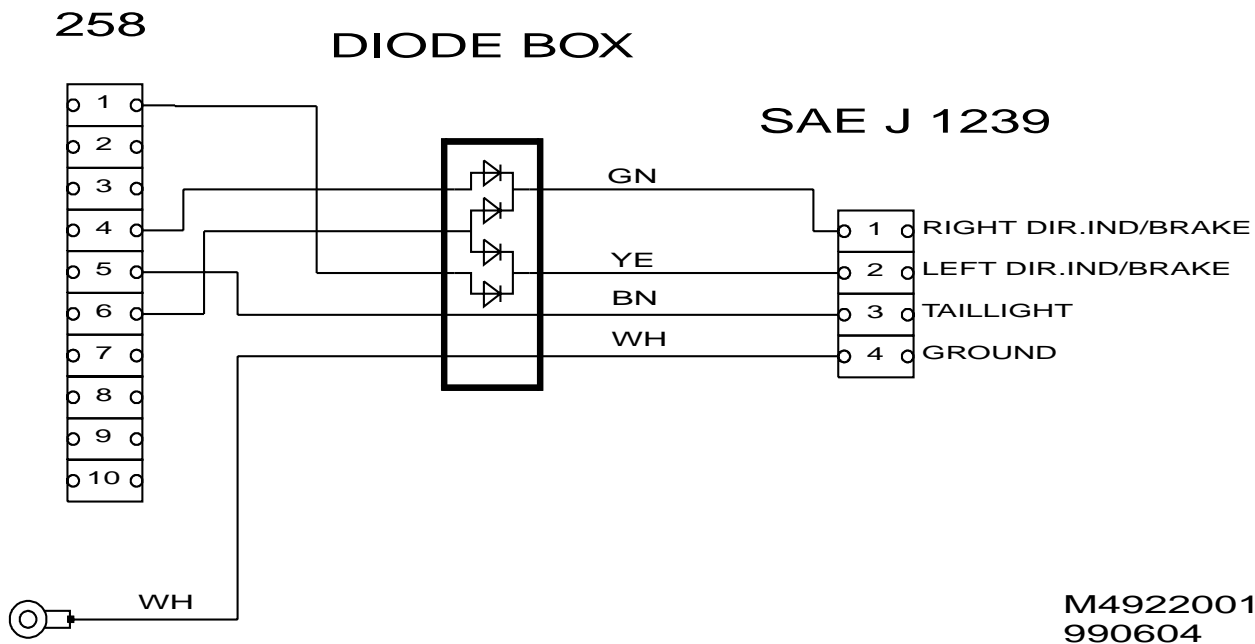 258
DIODE BOX
SAE J 1239
1
2
3
4
5
6
7
8
9
10
GN
YE
BN
WH
1 RIGHT DIR.IND/BRAKE
2 LEFT DIR.IND/BRAKE
3 TAILLIGHT
4 GROUND
WH
M4922001
990604